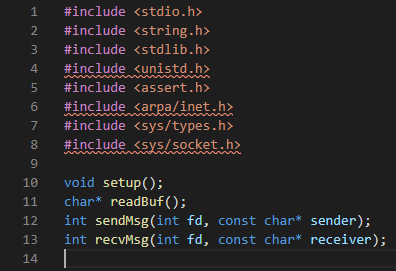 1 #include <stdio.h>
2 #include <string.h>
3 #include <stdlib.h>
4 #include <unistd.h>
5 #include <assert.h>
6 #include <arpa/inet.h>
7 #include <sys/types.h>
8 #include <sys/socket.h>
9
10 void setup();
11 char* readBuf();
12 int sendMsg(int fd, const char* sender);
13 int recvMsg(int fd, const char* receiver);
14